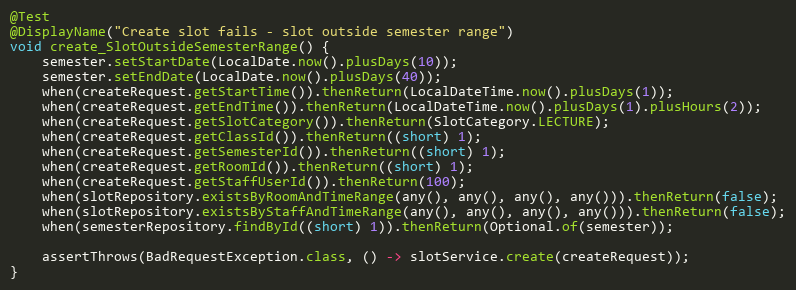 @Test
@DisplayName("Create slot fails - slot outside semester range")
void create_SlotOutsideSemesterRange() {
    semester.setStartDate(LocalDate.now().plusDays(10));
    semester.setEndDate(LocalDate.now().plusDays(40));
    when(createRequest.getStartTime()).thenReturn(LocalDateTime.now().plusDays(1));
    when(createRequest.getEndTime()).thenReturn(LocalDateTime.now().plusDays(1).plusHours(2));
    when(createRequest.getSlotCategory()).thenReturn(SlotCategory.LECTURE);
    when(createRequest.getClassId()).thenReturn((short) 1);
    when(createRequest.getSemesterId()).thenReturn((short) 1);
    when(createRequest.getRoomId()).thenReturn((short) 1);
    when(createRequest.getStaffUserId()).thenReturn(100);
    when(slotRepository.existsByRoomAndTimeRange(any(), any(), any(), any())).thenReturn(false);
    when(slotRepository.existsByStaffAndTimeRange(any(), any(), any(), any())).thenReturn(false);
    when(semesterRepository.findById((short) 1)).thenReturn(Optional.of(semester));

    assertThrows(BadRequestException.class, () -> slotService.create(createRequest));
}